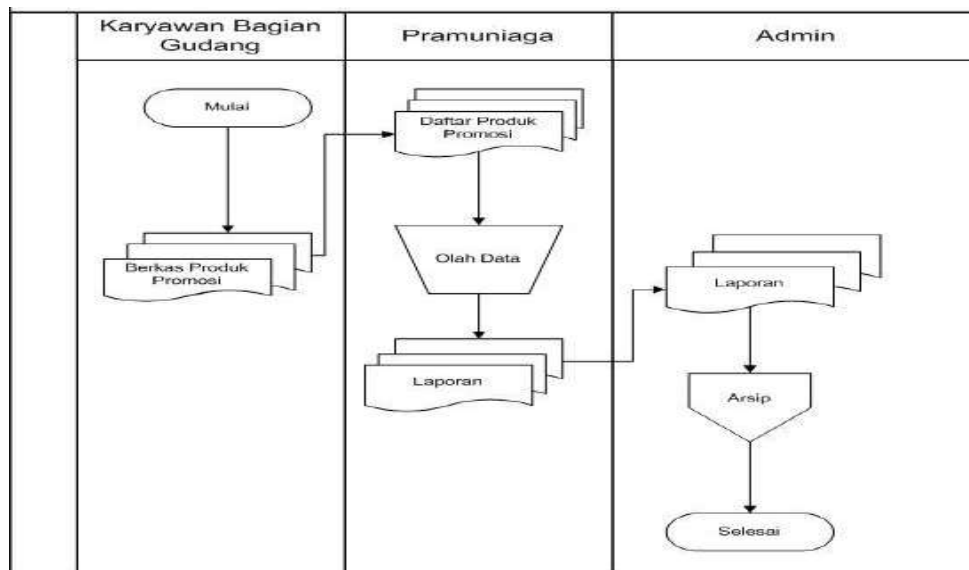 Karyawan Bagian
Gudang
Pramuniaga
Admin
Mulai
Berkas Produk
Promosi
Daftar Produk
Promosi
Olah Data
Laporan
Laporan
Arsip
Selesai